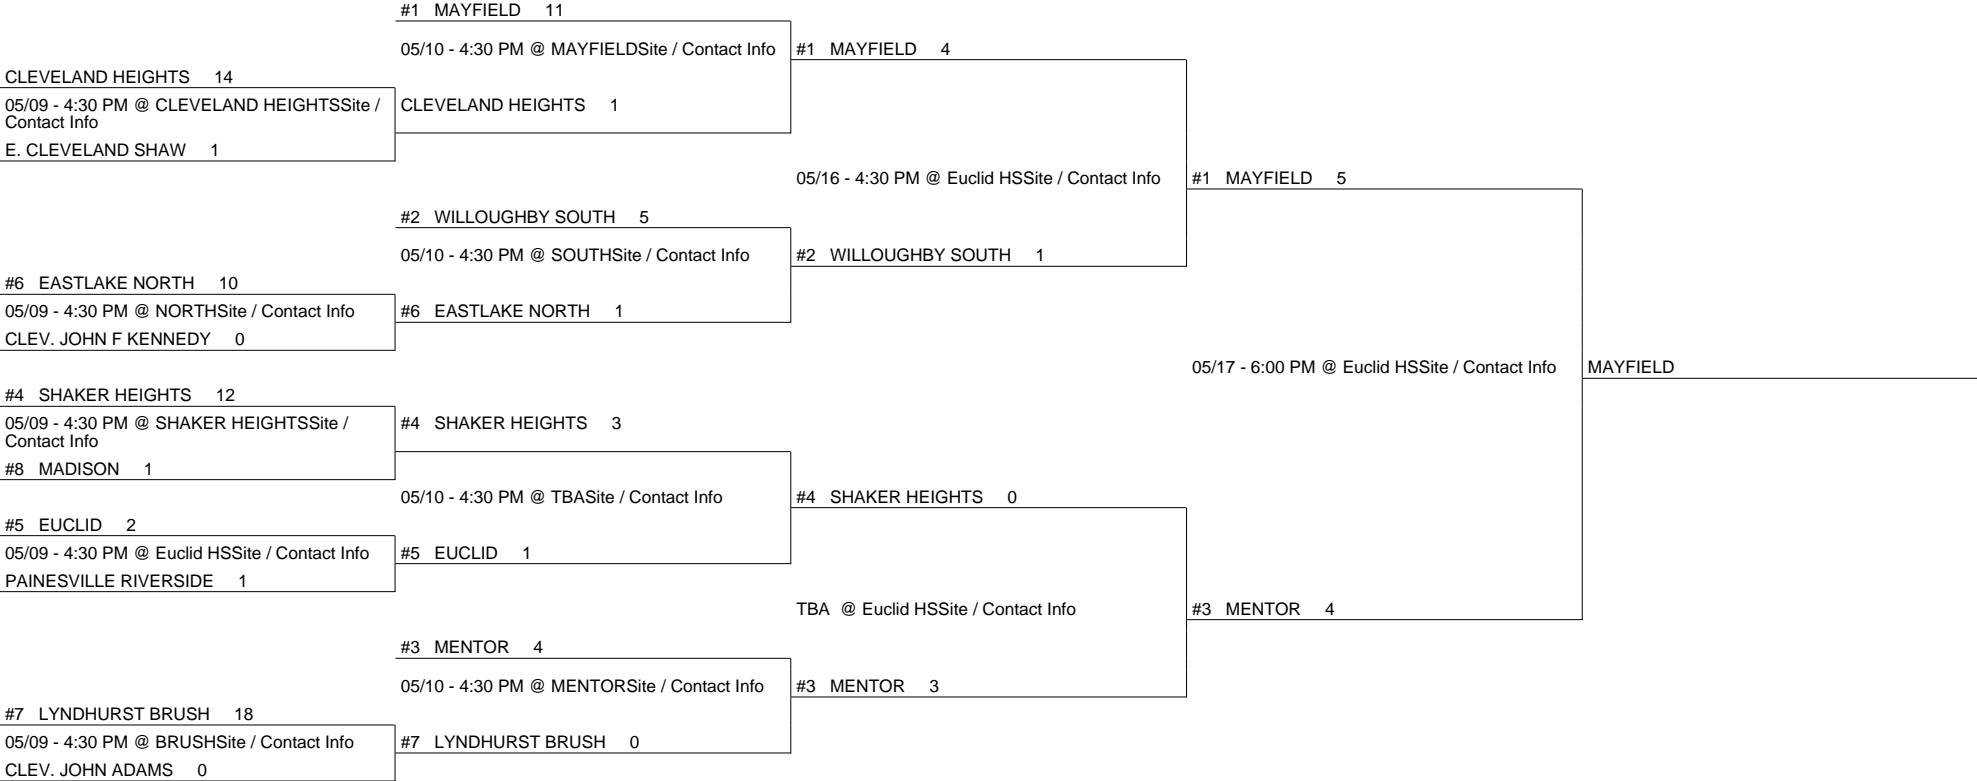 #1 MAYFIELD 11
05/10 - 4:30 PM @ MAYFIELDSite / Contact Info
#1 MAYFIELD 4
CLEVELAND HEIGHTS 14
05/09 - 4:30 PM @ CLEVELAND HEIGHTSSite /
Contact Info
CLEVELAND HEIGHTS 1
E. CLEVELAND SHAW 1
05/16 - 4:30 PM @ Euclid HSSite / Contact Info
#1 MAYFIELD 5
#2 WILLOUGHBY SOUTH 5
05/10 - 4:30 PM @ SOUTHSite / Contact Info
#2 WILLOUGHBY SOUTH 1
#6 EASTLAKE NORTH 10
05/09 - 4:30 PM @ NORTHSite / Contact Info
#6 EASTLAKE NORTH 1
CLEV. JOHN F KENNEDY 0
05/17 - 6:00 PM @ Euclid HSSite / Contact Info
MAYFIELD
#4 SHAKER HEIGHTS 12
05/09 - 4:30 PM @ SHAKER HEIGHTSSite /
Contact Info
#4 SHAKER HEIGHTS 3
#8 MADISON 1
05/10 - 4:30 PM @ TBASite / Contact Info
#4 SHAKER HEIGHTS 0
#5 EUCLID 2
05/09 - 4:30 PM @ Euclid HSSite / Contact Info
#5 EUCLID 1
PAINESVILLE RIVERSIDE 1
TBA @ Euclid HSSite / Contact Info
#3 MENTOR 4
#3 MENTOR 4
05/10 - 4:30 PM @ MENTORSite / Contact Info
#3 MENTOR 3
#7 LYNDHURST BRUSH 18
05/09 - 4:30 PM @ BRUSHSite / Contact Info
#7 LYNDHURST BRUSH 0
CLEV. JOHN ADAMS 0